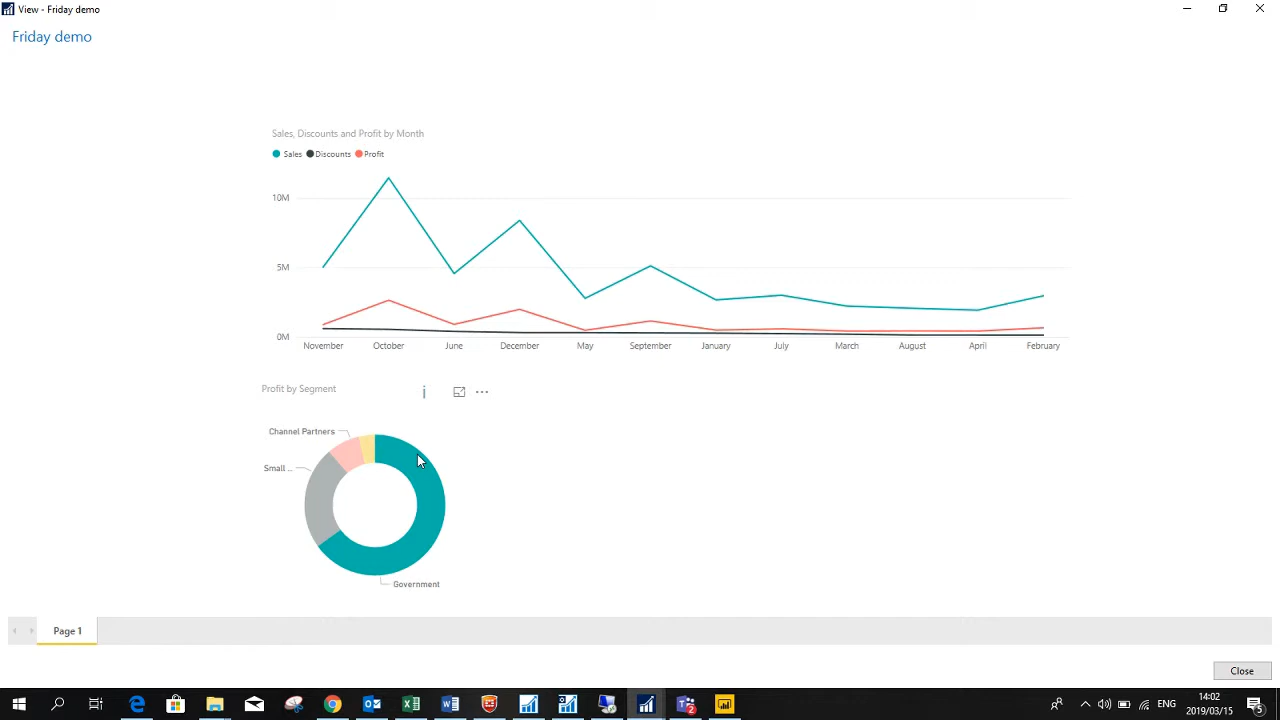 View - Friday demo
Friday demo
Sales, Discounts and Profit by Month
Sales Discounts Profit
10M
5M
0M
November October June December May September January July March August April February
Profit by Segment
Channel Partners
Small ...
Government
Page 1
Close
2
ENG
14:02
2019/03/15
5